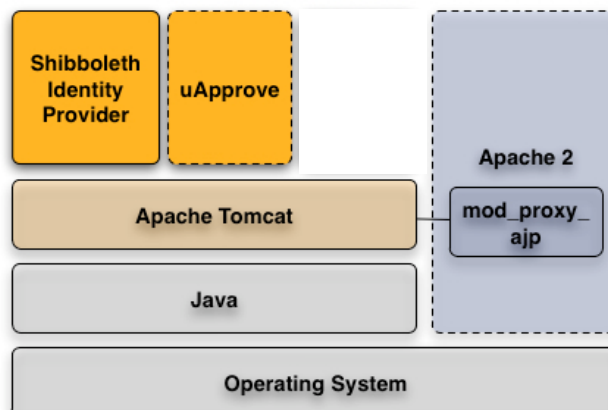 Shibboleth
Identity
Provider
uApprove
Apache 2
Apache Tomcat
mod_proxy_
ajp
Java
Operating System